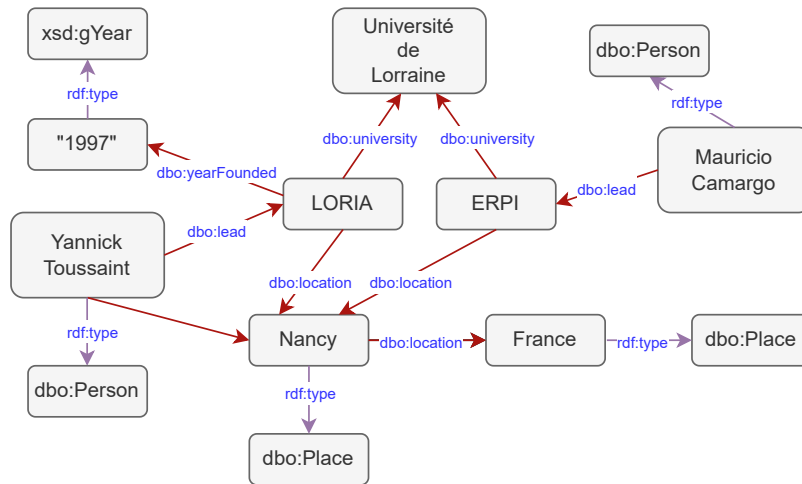 xsd:gYear
Université
de
Lorraine
dbo:Person
rdf:type
rdf:type
"1997"
dbo:university
dbo:university
Mauricio
Camargo
dbo:yearFounded
dbo:lead
LORIA
ERPI
Yannick
Toussaint
dbo:lead
dbo:location
dbo:location
rdf:type
Nancy
dbo:location
France
rdf:type
dbo:Place
dbo:Person
rdf:type
dbo:Place